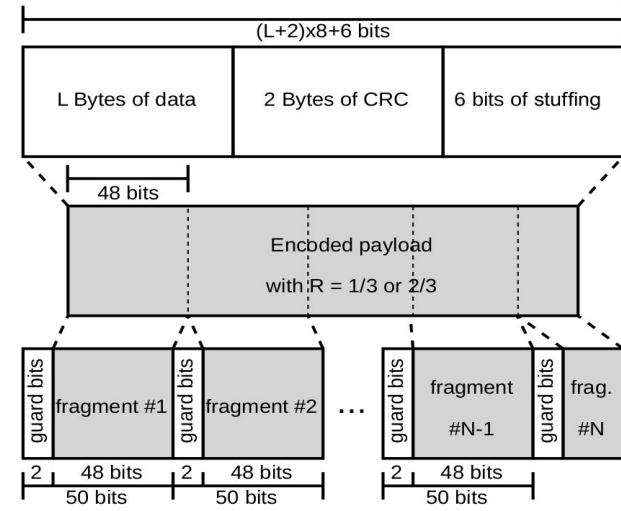 (L+2)x8+6 bits
L Bytes of data
2 Bytes of CRC
6 bits of stuffing
48 bits
Encoded payload
with R = 1/3 or 2/3
guard bits
fragment #1
guard bits
fragment #2
...
guard bits
fragment
#N-1
guard bits
frag.
#N
2
48 bits
2
48 bits
2
48 bits
50 bits
50 bits
50 bits